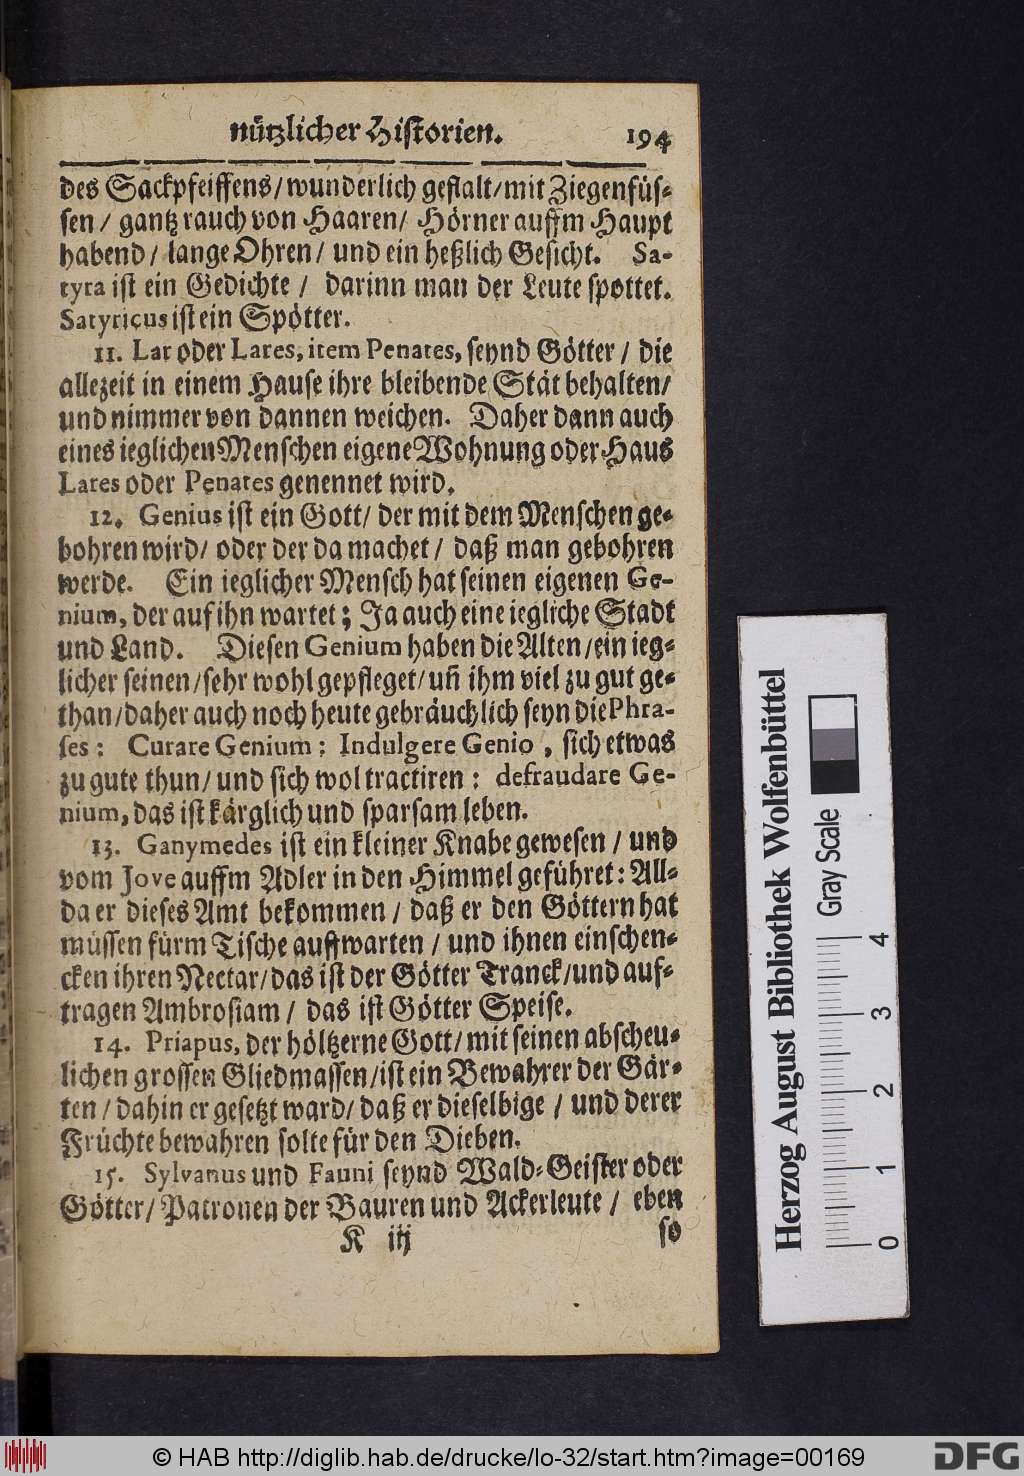 nützlicher Historien. 194
des Sackpfeiffens/wunderlich gestalt/mit Ziegenfüs-
sen/ gantz rauch von Haaren/ Hörner auffm Haupt
habend/ lange Ohren/ und ein heßlich Gesicht. Sa-
tyra ist ein Gedichte / darinn man der Leute spottet.
Satyricus ist ein Spötter.
11. Lar oder Lares, item Penates, seynd Götter / die
allezeit in einem Hause ihre bleibende Stät behalten/
und nimmer von dannen weichen. Daher dann auch
eines ieglichen Menschen eigene Wohnung oder Haus
Lares oder Penates genennet wird.
12. Genius ist ein Gott/ der mit dem Menschen ge-
bohren wird/ oder der da machet/ daß man gebohren
werde. Ein ieglicher Mensch hat seinen eigenen Ge-
nium, der auf ihn wartet; Ja auch eine iegliche Stadt
und Land. Diesen Genium haben die Alten/ein ieg-
licher seinen/sehr wohl gepfleget/uñ ihm viel zu gut ge-
than/daher auch noch heute gebräuchlich seyn die Phra-
ses: Curare Genium; Indulgere Genio, sich etwas
zu gute thun/ und sich wol tractiren: defraudare Ge-
nium, das ist kärglich und sparsam leben.
13. Ganymedes ist ein kleiner Knabe gewesen / und
vom Jove auffm Adler in den Himmel geführet: All-
da er dieses Amt bekommen / daß er den Göttern hat
müssen fürm Tische auffwarten / und ihnen einschen-
cken ihren Nectar/das ist der Götter Tranck/und auf-
tragen Ambrosiam / das ist Götter Speise.
14. Priapus, der höltzerne Gott/ mit seinen abscheu-
lichen grossen Gliedmassen/ist ein Bewahrer der Gär-
ten/dahin er gesetzt ward/ daß er dieselbige / und derer
Früchte bewahren solte für den Dieben.
15. Sylvanus und Fauni seynd Wald-Geister oder
Götter/ Patronen der Bauren und Ackerleute / eben
K iij so
Herzog August Bibliothek Wolfenbüttel
Gray Scale
0 1 2 3 4
© HAB http://diglib.hab.de/drucke/lo-32/start.htm?image=00169
DFG